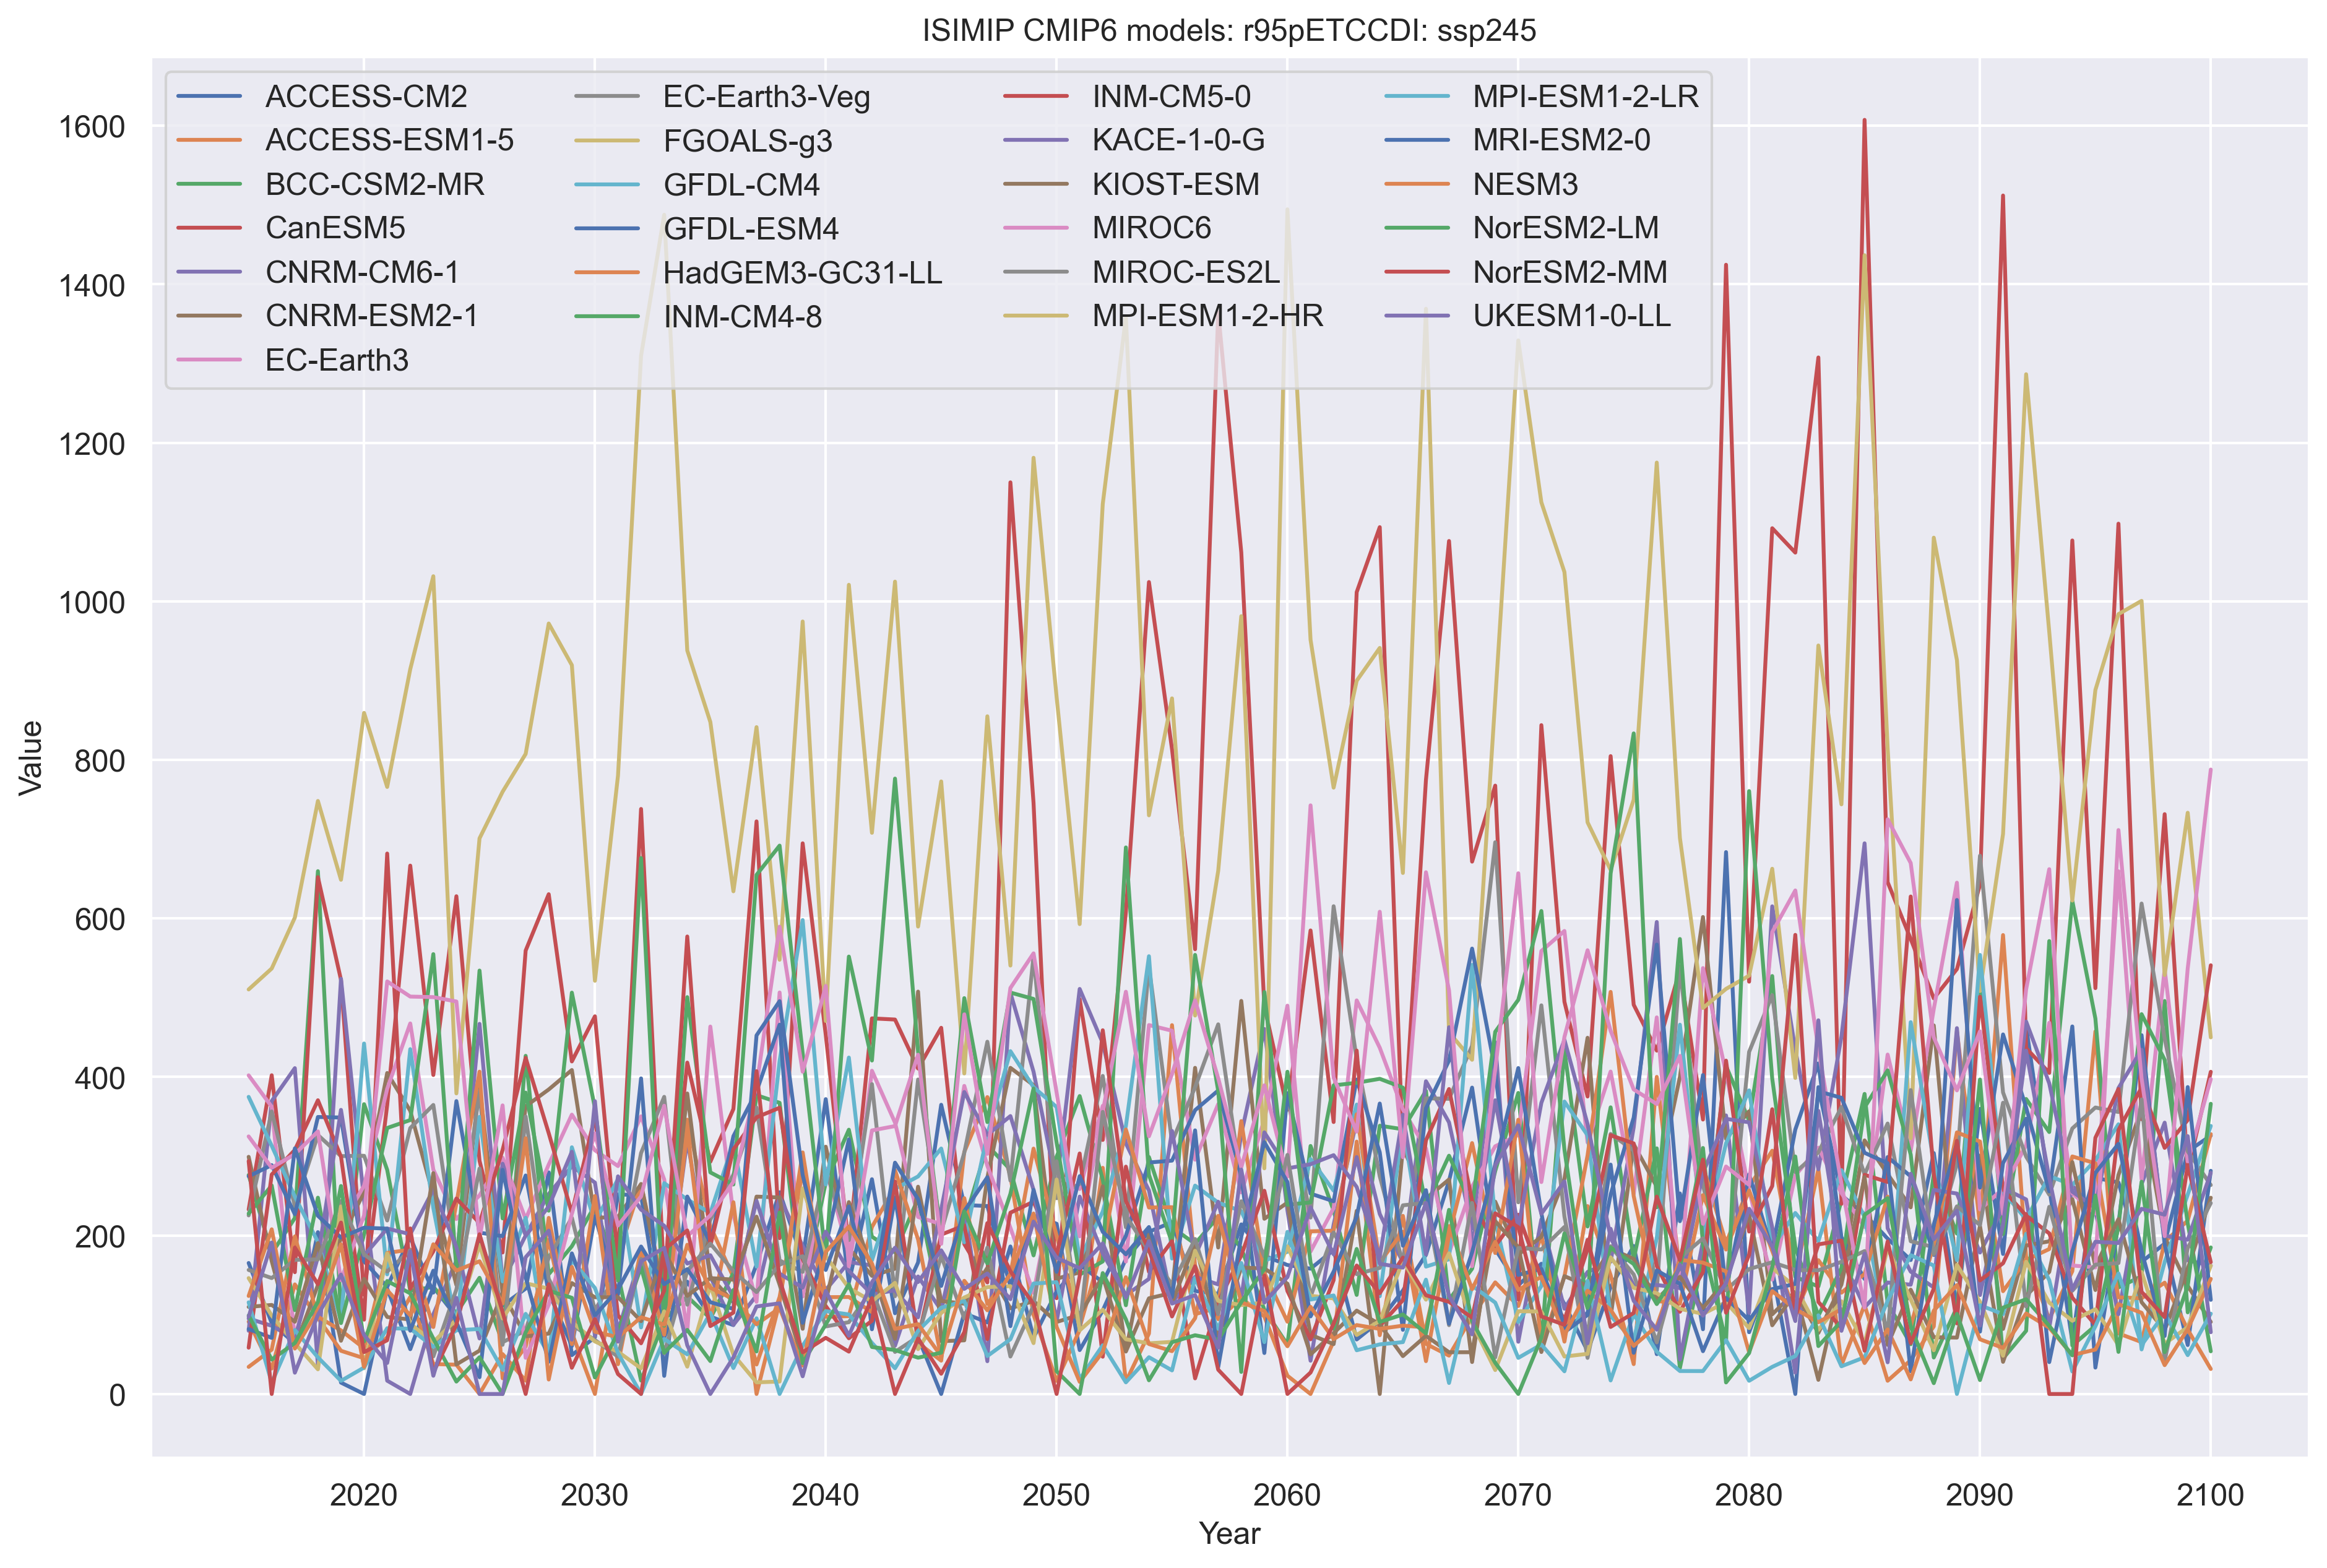 ISIMIP CMIP6 models: r95pETCCDI: ssp245
ACCESS-CM2
ACCESS-ESM1-5
BCC-CSM2-MR
CanESM5
CNRM-CM6-1
CNRM-ESM2-1
EC-Earth3
EC-Earth3-Veg
FGOALS-g3
GFDL-CM4
GFDL-ESM4
HadGEM3-GC31-LL
INM-CM4-8
INM-CM5-0
KACE-1-0-G
KIOST-ESM
MIROC6
MIROC-ES2L
MPI-ESM1-2-HR
MPI-ESM1-2-LR
MRI-ESM2-0
NESM3
NorESM2-LM
NorESM2-MM
UKESM1-0-LL
1600
1400
1200
1000
800
600
400
200
0
Value
2020 2030 2040 2050 2060 2070 2080 2090 2100
Year